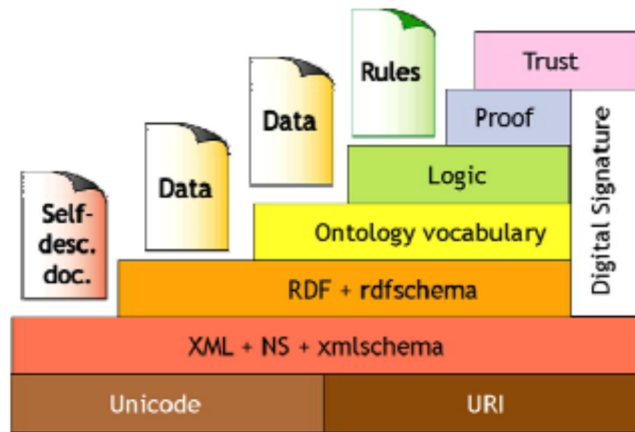 Rules
Trust
Data
Proof
Data
Logic
Digital Signature
Self-
desc.
doc.
Ontology vocabulary
RDF + rdfschema
XML + NS + xmlschema
Unicode
URI